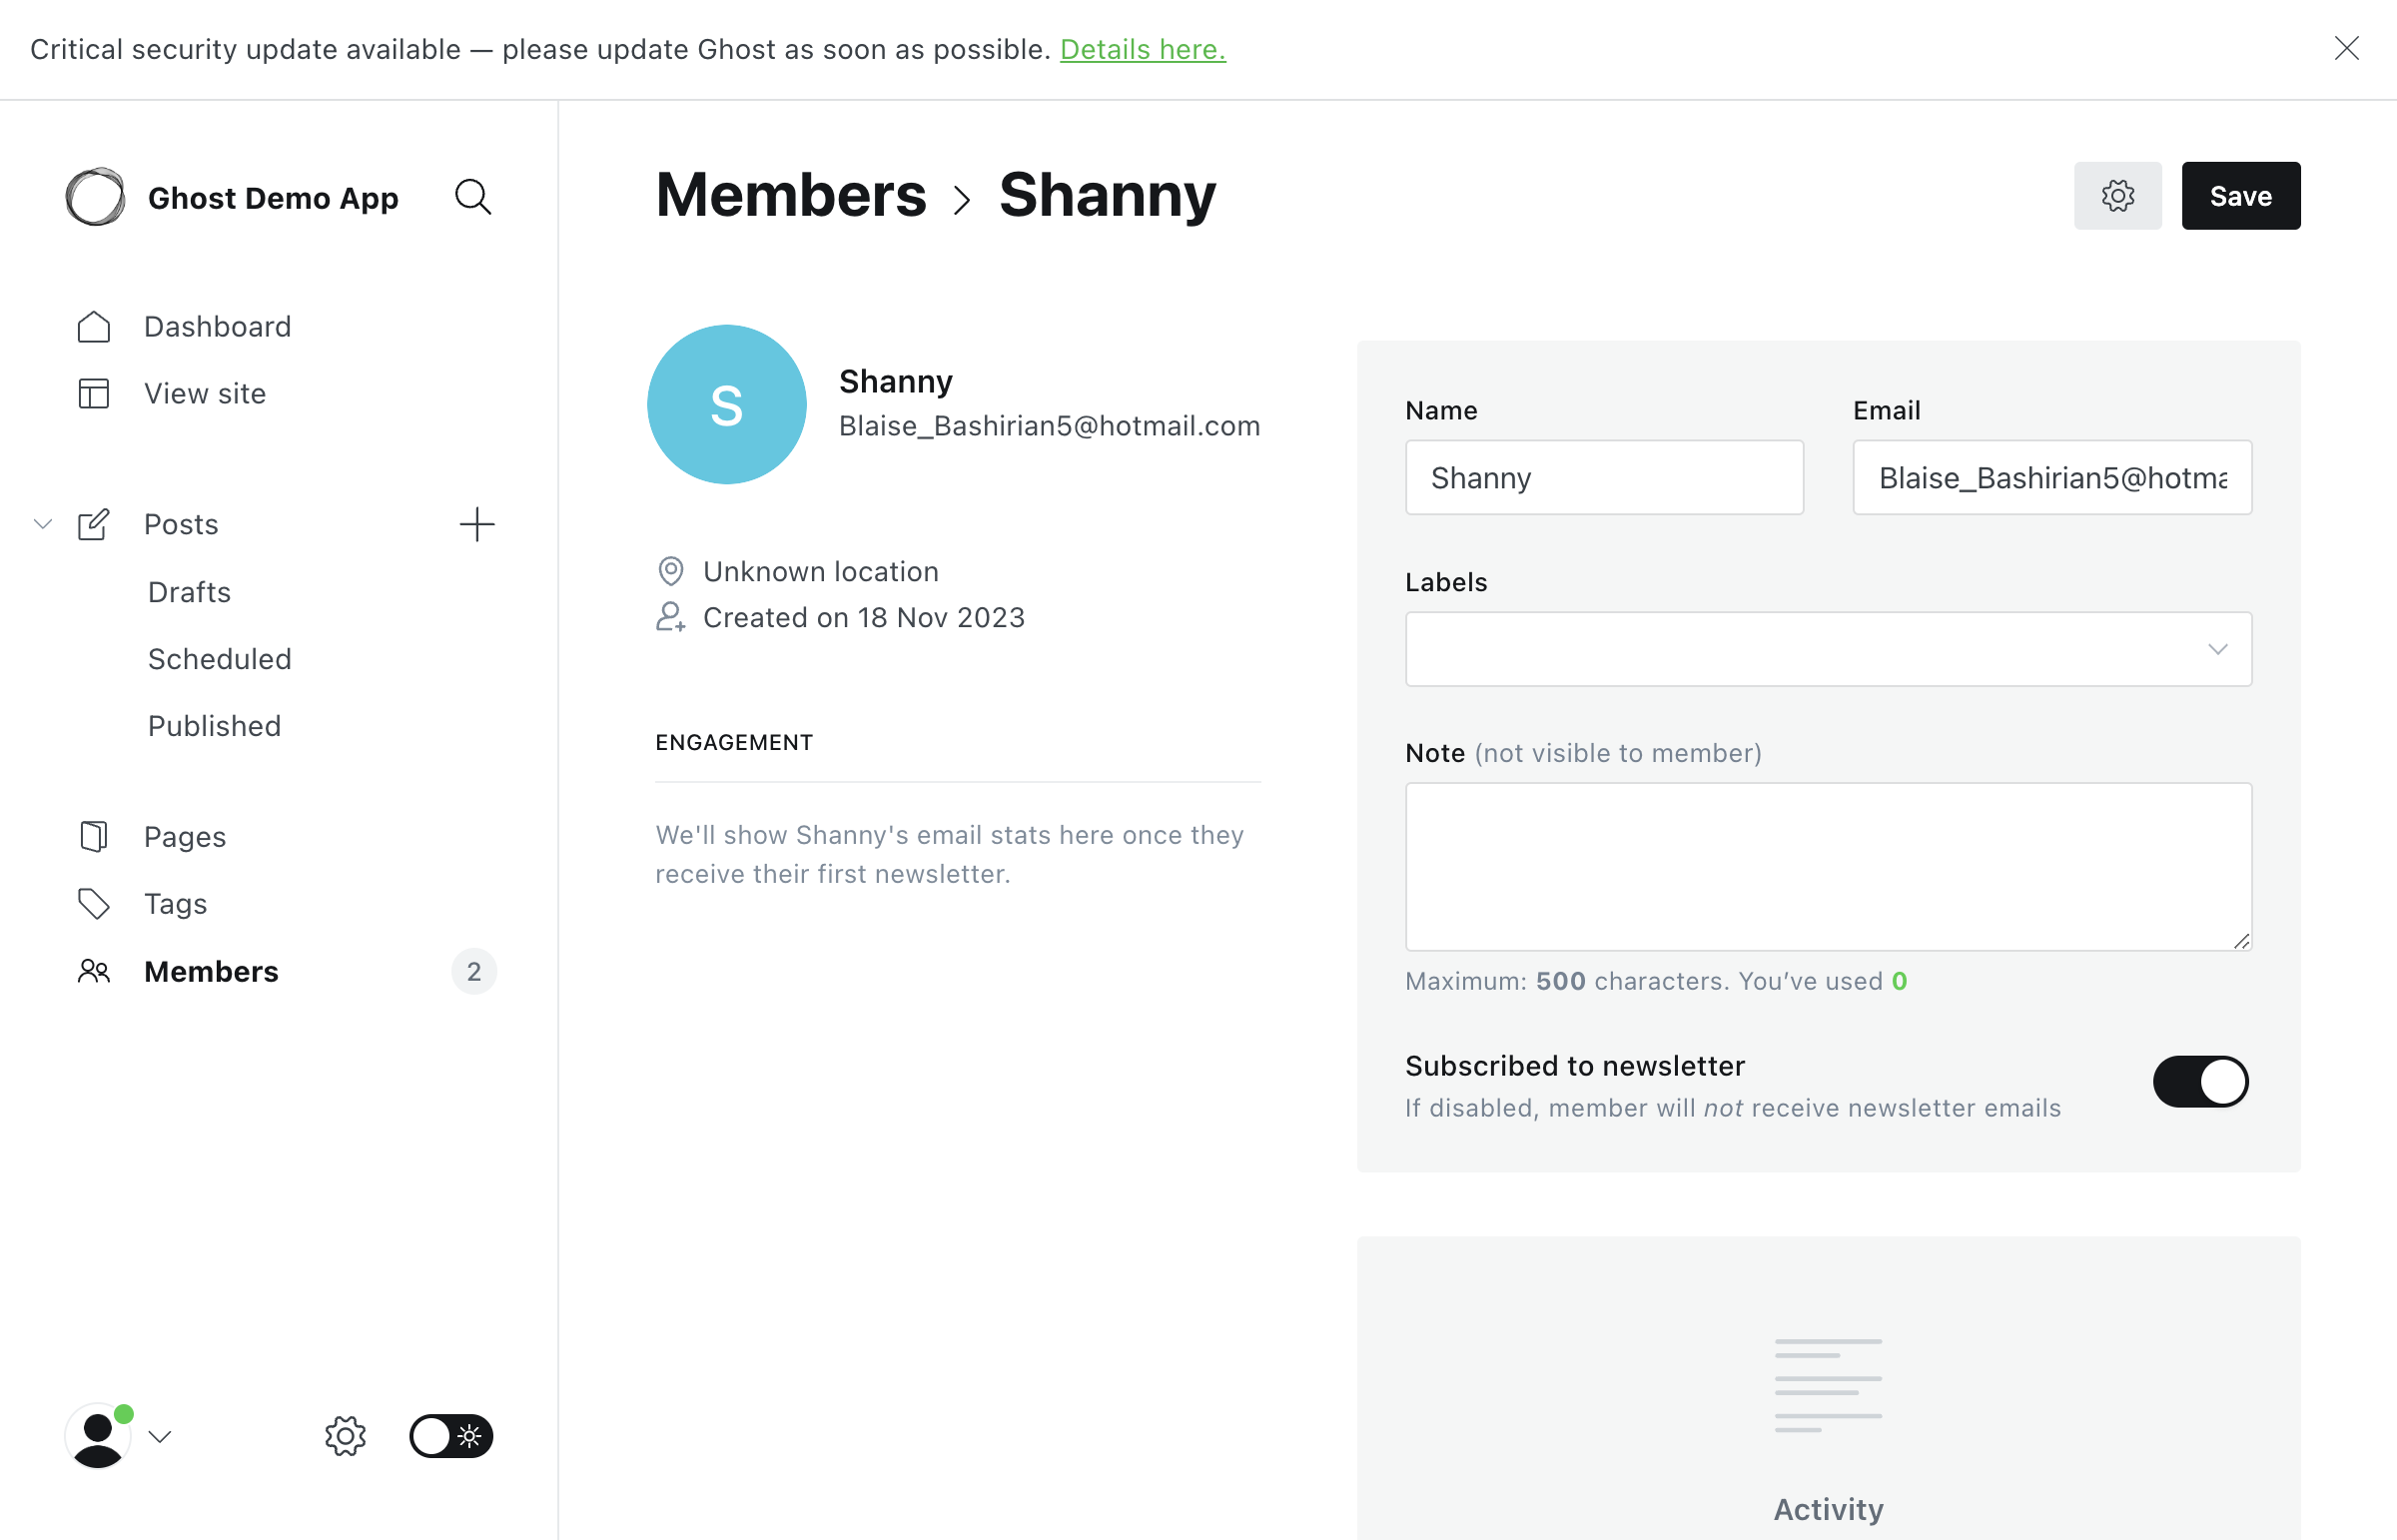 Critical security update available — please update Ghost as soon as possible. Details here.
Ghost Demo App
Dashboard
View site
Posts
Drafts
Scheduled
Published
Pages
Tags
Members 2
Members > Shanny
Save
S
Shanny
Blaise_Bashirian5@hotmail.com
Unknown location
Created on 18 Nov 2023
ENGAGEMENT
We'll show Shanny's email stats here once they
receive their first newsletter.
Name
Shanny
Email
Blaise_Bashirian5@hotma
Labels
Note (not visible to member)
Maximum: 500 characters. You’ve used 0
Subscribed to newsletter
If disabled, member will not receive newsletter emails
Activity